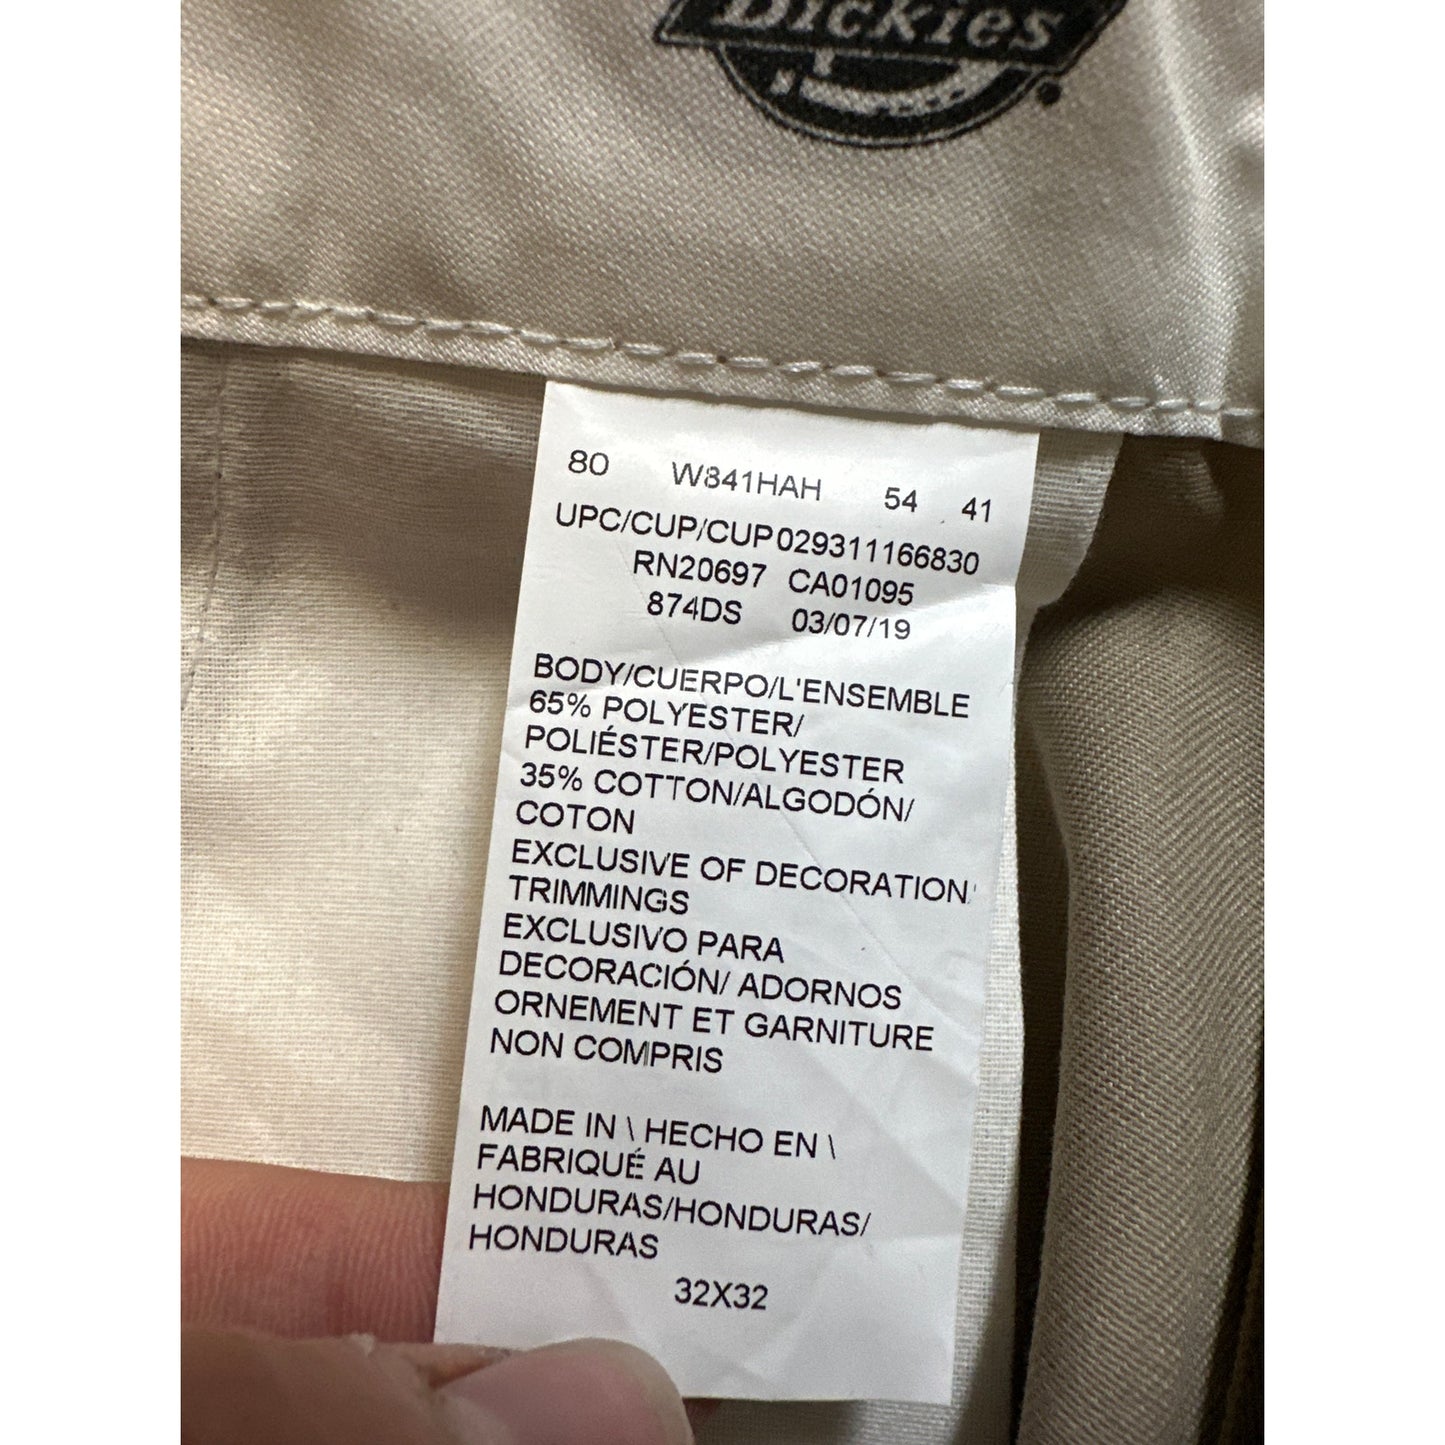 Dickies
80 W841HAH 54 41
UPC/CUP/CUP029311166830
RN20697 CA01095
874DS 03/07/19
BODY/CUERPO/L'ENSEMBLE
65% POLYESTER/
POLIÉSTER/POLYESTER
35% COTTON/ALGODÓN/
COTON
EXCLUSIVE OF DECORATION
TRIMMINGS
EXCLUSIVO PARA
DECORACIÓN/ ADORNOS
ORNEMENT ET GARNITURE
NON COMPRIS
MADE IN \ HECHO EN \
FABRIQUÉ AU
HONDURAS/HONDURAS/
HONDURAS
32X32